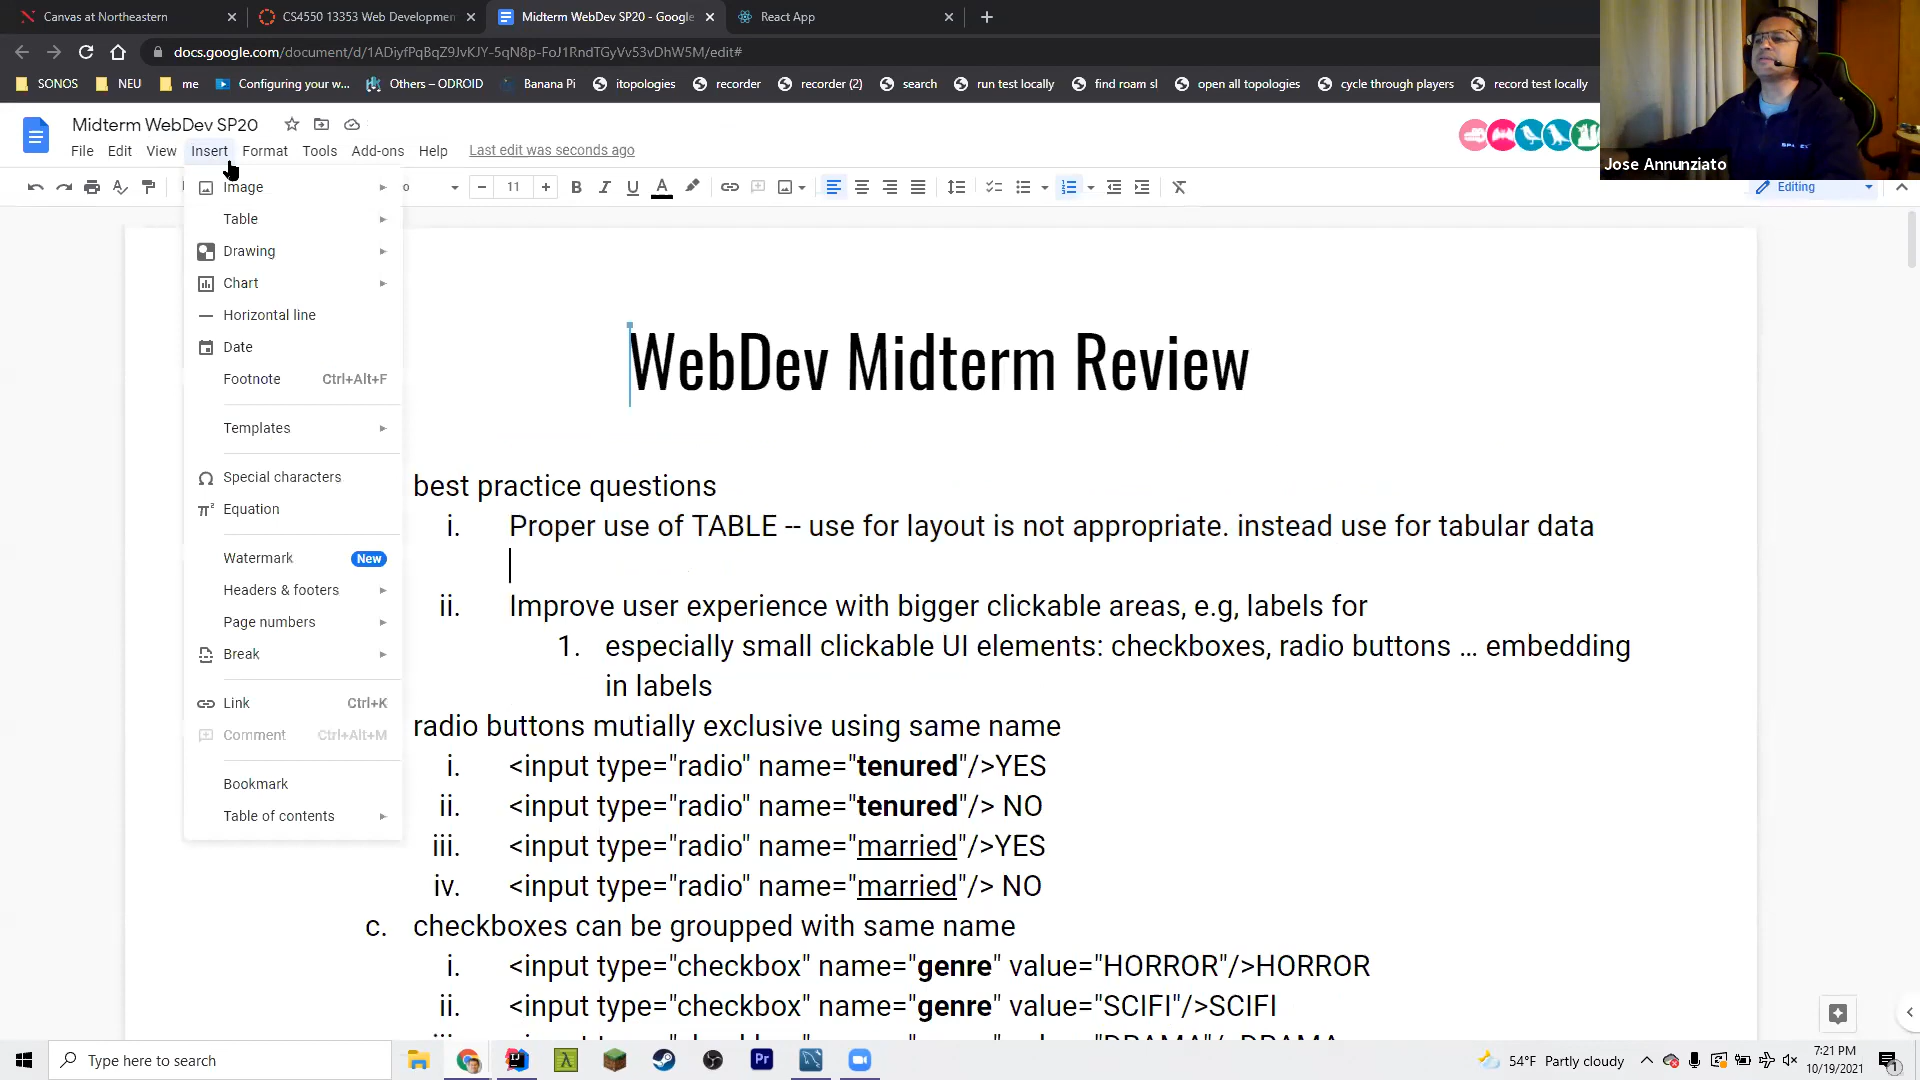 Canvas at Northeastern
CS4550 13353 Web Developmen
Midterm WebDev SP20 - Google
React App
docs.google.com/document/d/1ADiyfPqBqZ9JvKJY-5qN8p-FoJ1RndTGyVv53vDhW5M/edit#
SONOS
NEU
me
Configuring your w...
Others – ODROID
Banana Pi
itopologies
recorder
recorder (2)
search
run test locally
find roam sl
open all topologies
cycle through players
record test locally
Midterm WebDev SP20
File Edit View Insert Format Tools Add-ons Help Last edit was seconds ago
Jose Annunziato
11
Editing
Image
Table
Drawing
Chart
Horizontal line
Date
Footnote Ctrl+Alt+F
Templates
Special characters
Equation
Watermark New
Headers & footers
Page numbers
Break
Link Ctrl+K
Comment Ctrl+Alt+M
Bookmark
Table of contents
WebDev Midterm Review
best practice questions
i. Proper use of TABLE -- use for layout is not appropriate. instead use for tabular data
ii. Improve user experience with bigger clickable areas, e.g, labels for
1. especially small clickable UI elements: checkboxes, radio buttons ... embedding
in labels
radio buttons mutially exclusive using same name
i. <input type="radio" name="tenured"/>YES
ii. <input type="radio" name="tenured"/> NO
iii. <input type="radio" name="married"/>YES
iv. <input type="radio" name="married"/> NO
c. checkboxes can be groupped with same name
i. <input type="checkbox" name="genre" value="HORROR"/>HORROR
ii. <input type="checkbox" name="genre" value="SCIFI"/>SCIFI
Type here to search
54°F Partly cloudy
7:21 PM
10/19/2021